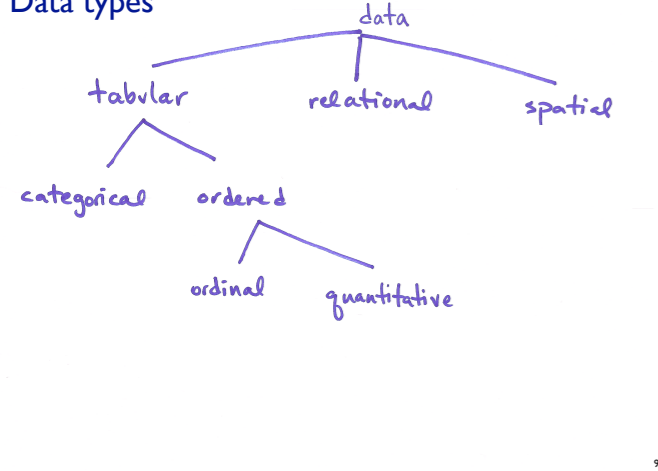 Data types
data
tabular
relational
spatial
categorical
ordered
ordinal
quantitative
9